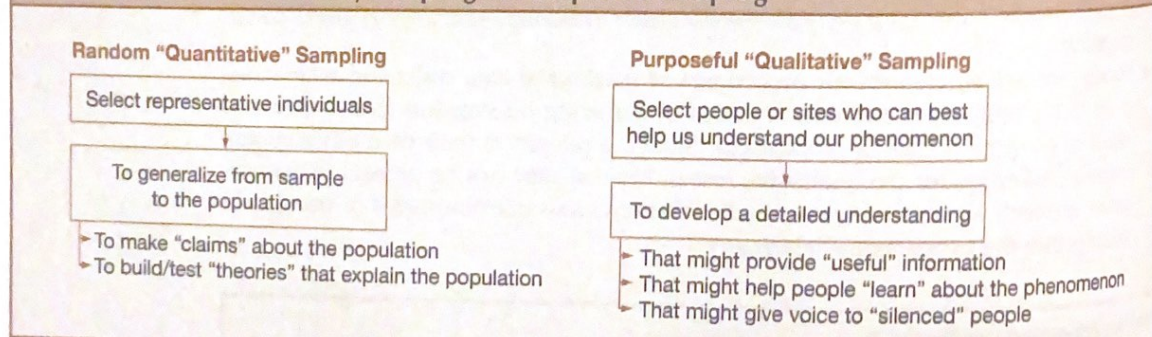 Random “Quantitative” Sampling
Select representative individuals
To generalize from sample
to the population
To make “claims” about the population
To build/test “theories” that explain the population
Purposeful “Qualitative” Sampling
Select people or sites who can best
help us understand our phenomenon
To develop a detailed understanding
That might provide “useful” information
That might help people “learn” about the phenomenon
That might give voice to “silenced” people